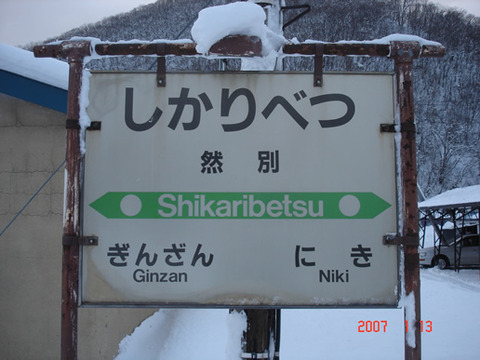 しかりべつ
然別
Shikaribetsu
ぎんざん にき
Ginzan Niki
2007 1 13